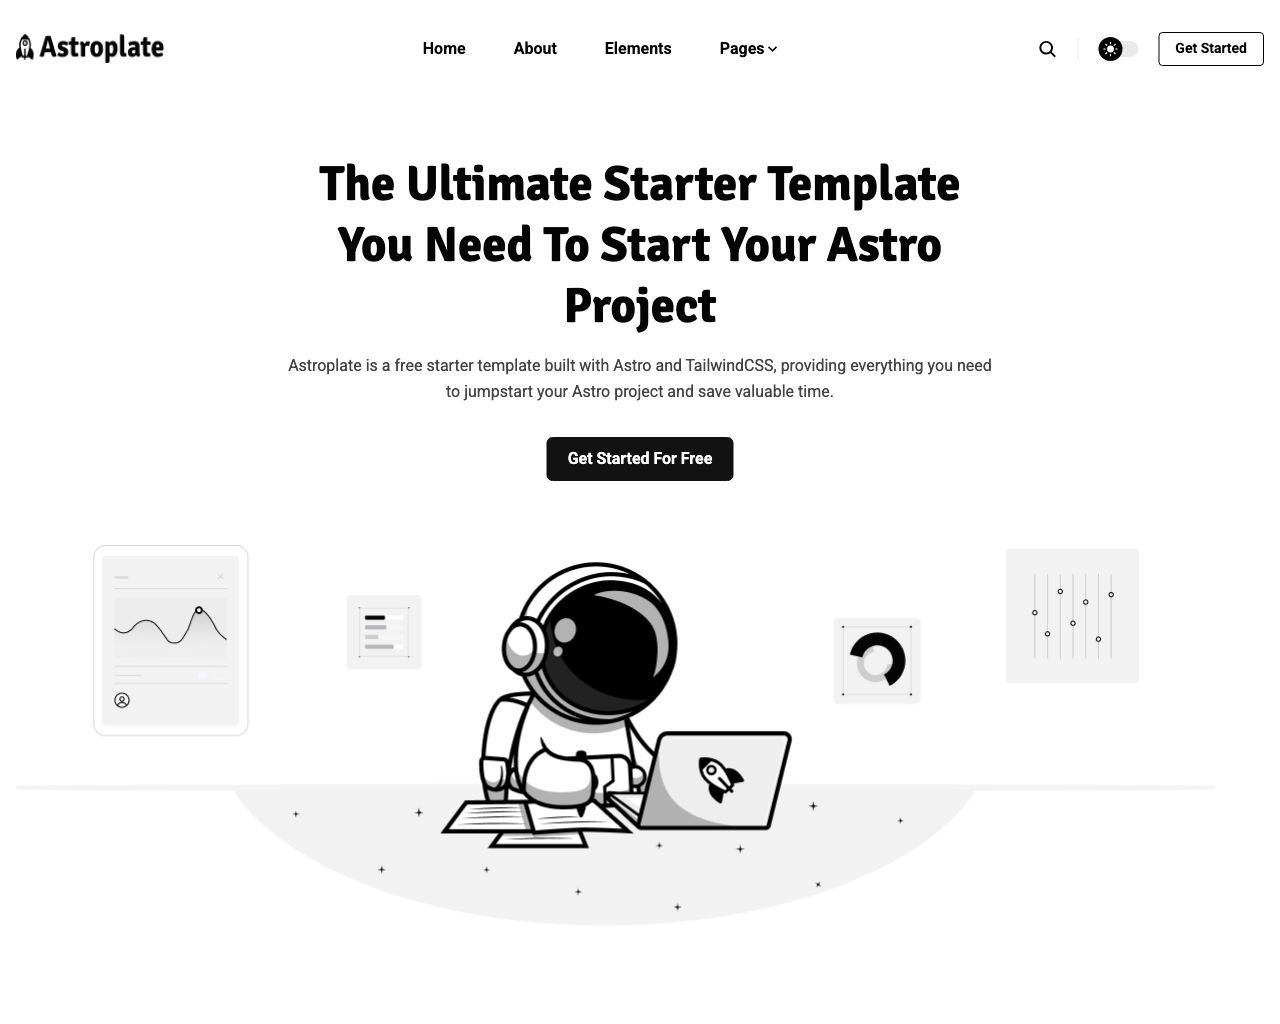 Astroplate
Home About Elements Pages
Get Started
The Ultimate Starter Template
You Need To Start Your Astro
Project
Astroplate is a free starter template built with Astro and TailwindCSS, providing everything you need
to jumpstart your Astro project and save valuable time.
Get Started For Free